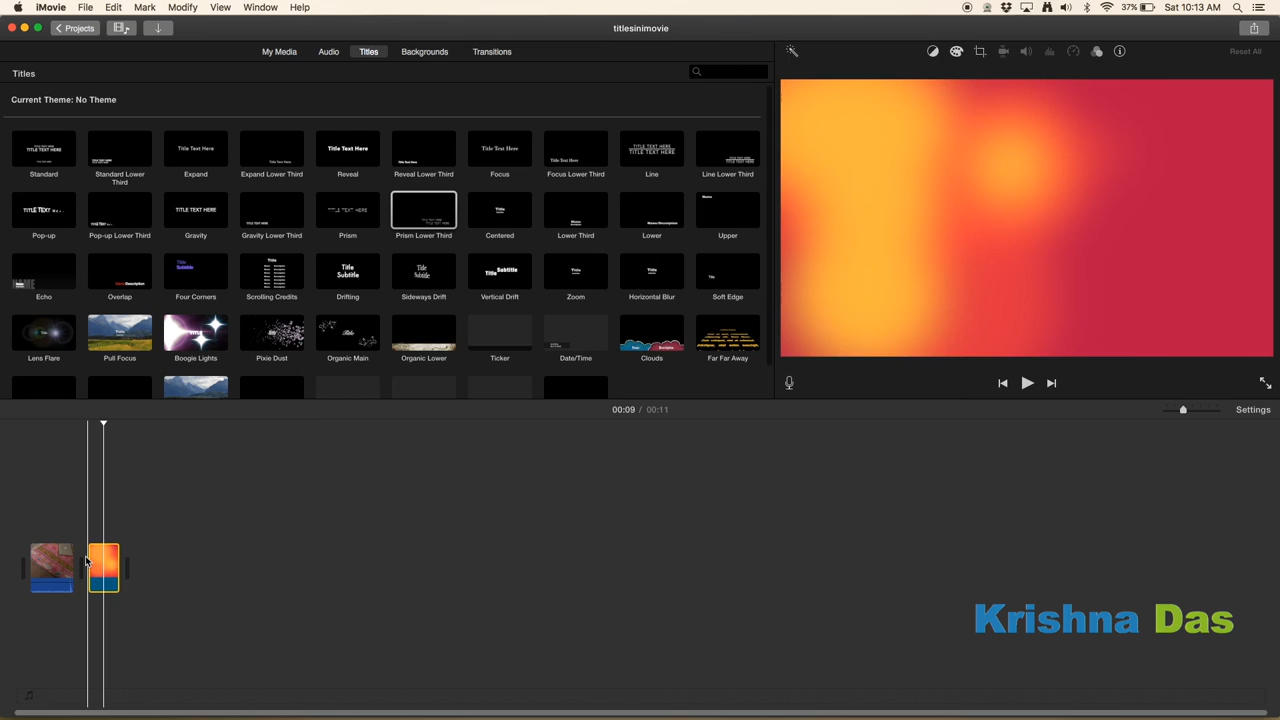 iMovie File Edit Mark Modify View Window Help 37% Sat 10:13 AM
Projects titlesinimovie
My Media Audio Titles Backgrounds Transitions Reset All
Titles
Current Theme: No Theme
Standard Standard Lower Third Expand Expand Lower Third Reveal Reveal Lower Third Focus Focus Lower Third Line Line Lower Third
Pop-up Pop-up Lower Third Gravity Gravity Lower Third Prism Prism Lower Third Centered Lower Third Lower Upper
Echo Overlap Four Corners Scrolling Credits Drifting Sideways Drift Vertical Drift Zoom Horizontal Blur Soft Edge
Lens Flare Pull Focus Boogie Lights Pixie Dust Organic Main Organic Lower Ticker Date/Time Clouds Far Far Away
00:09 / 00:11 Settings
Krishna Das